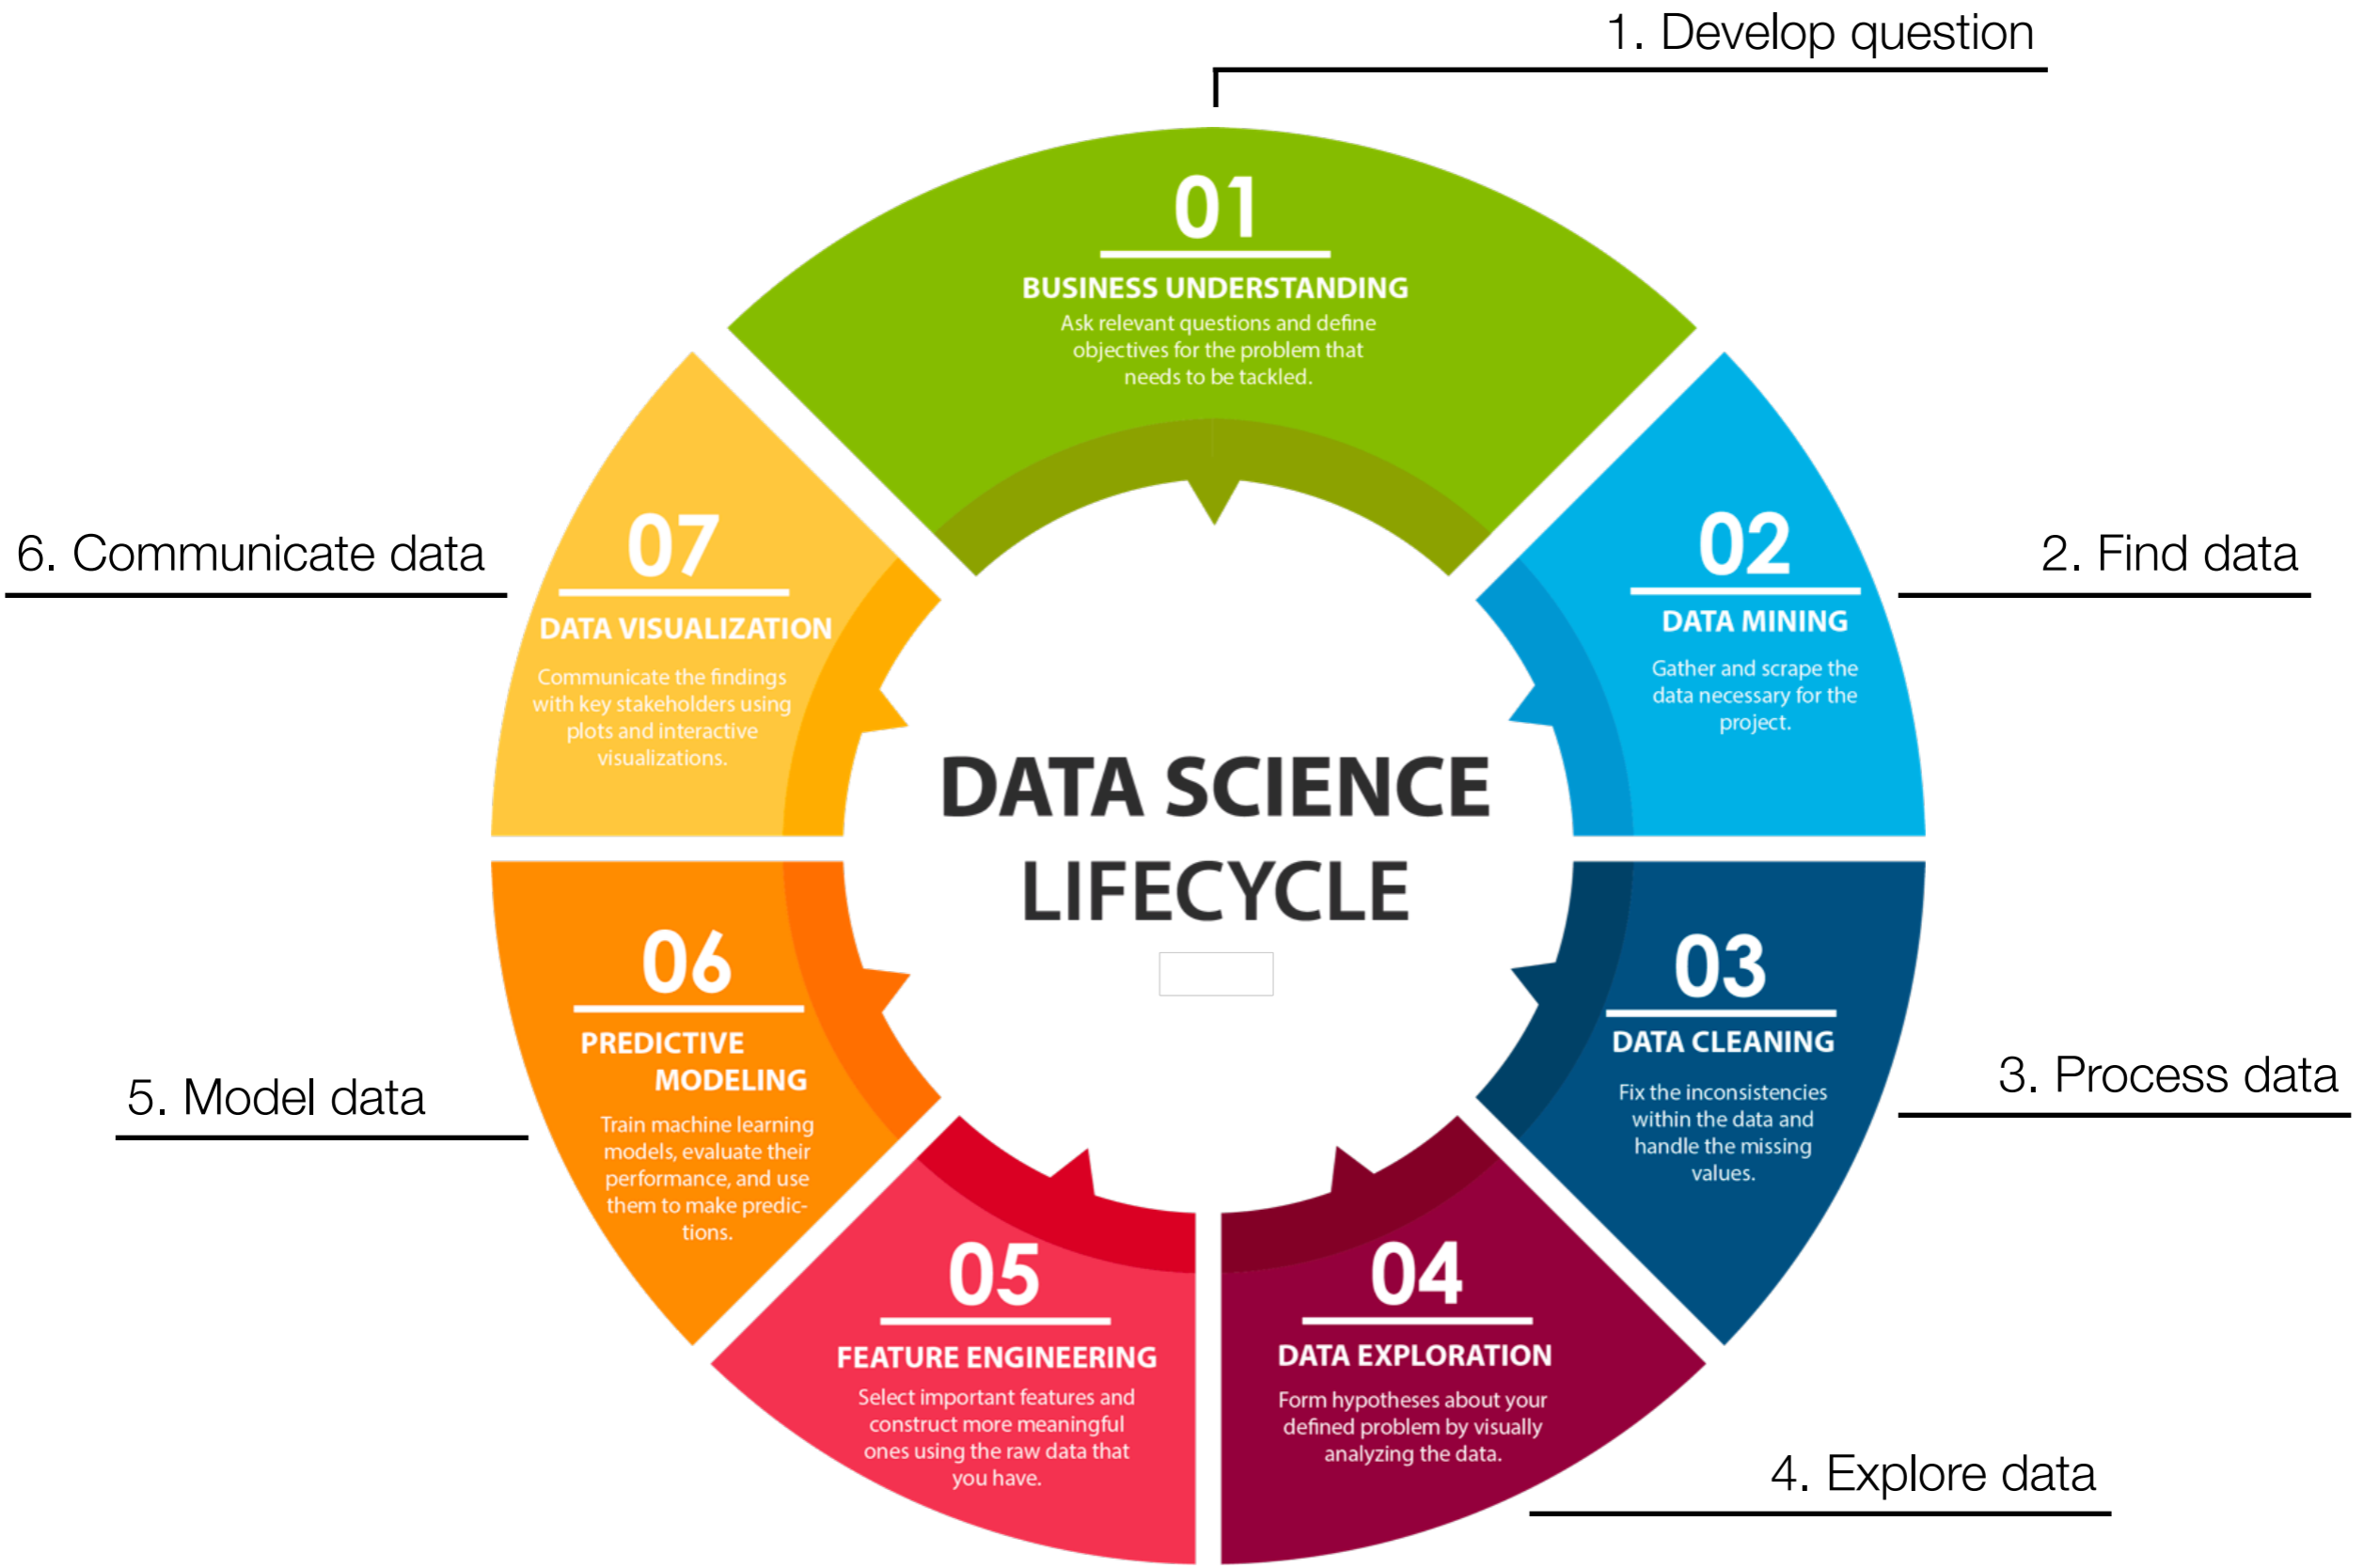 1. Develop question
01
BUSINESS UNDERSTANDING
Ask relevant questions and define
objectives for the problem that
needs to be tackled.
02
DATA MINING
Gather and scrape the
data necessary for the
project.
2. Find data
03
DATA CLEANING
Fix the inconsistencies
within the data and
handle the missing
values.
3. Process data
04
DATA EXPLORATION
Form hypotheses about your
defined problem by visually
analyzing the data.
4. Explore data
05
FEATURE ENGINEERING
Select important features and
construct more meaningful
ones using the raw data that
you have.
06
PREDICTIVE
MODELING
Train machine learning
models, evaluate their
performance, and use
them to make predic-
tions.
5. Model data
07
DATA VISUALIZATION
Communicate the findings
with key stakeholders using
plots and interactive
visualizations.
6. Communicate data
DATA SCIENCE
LIFECYCLE